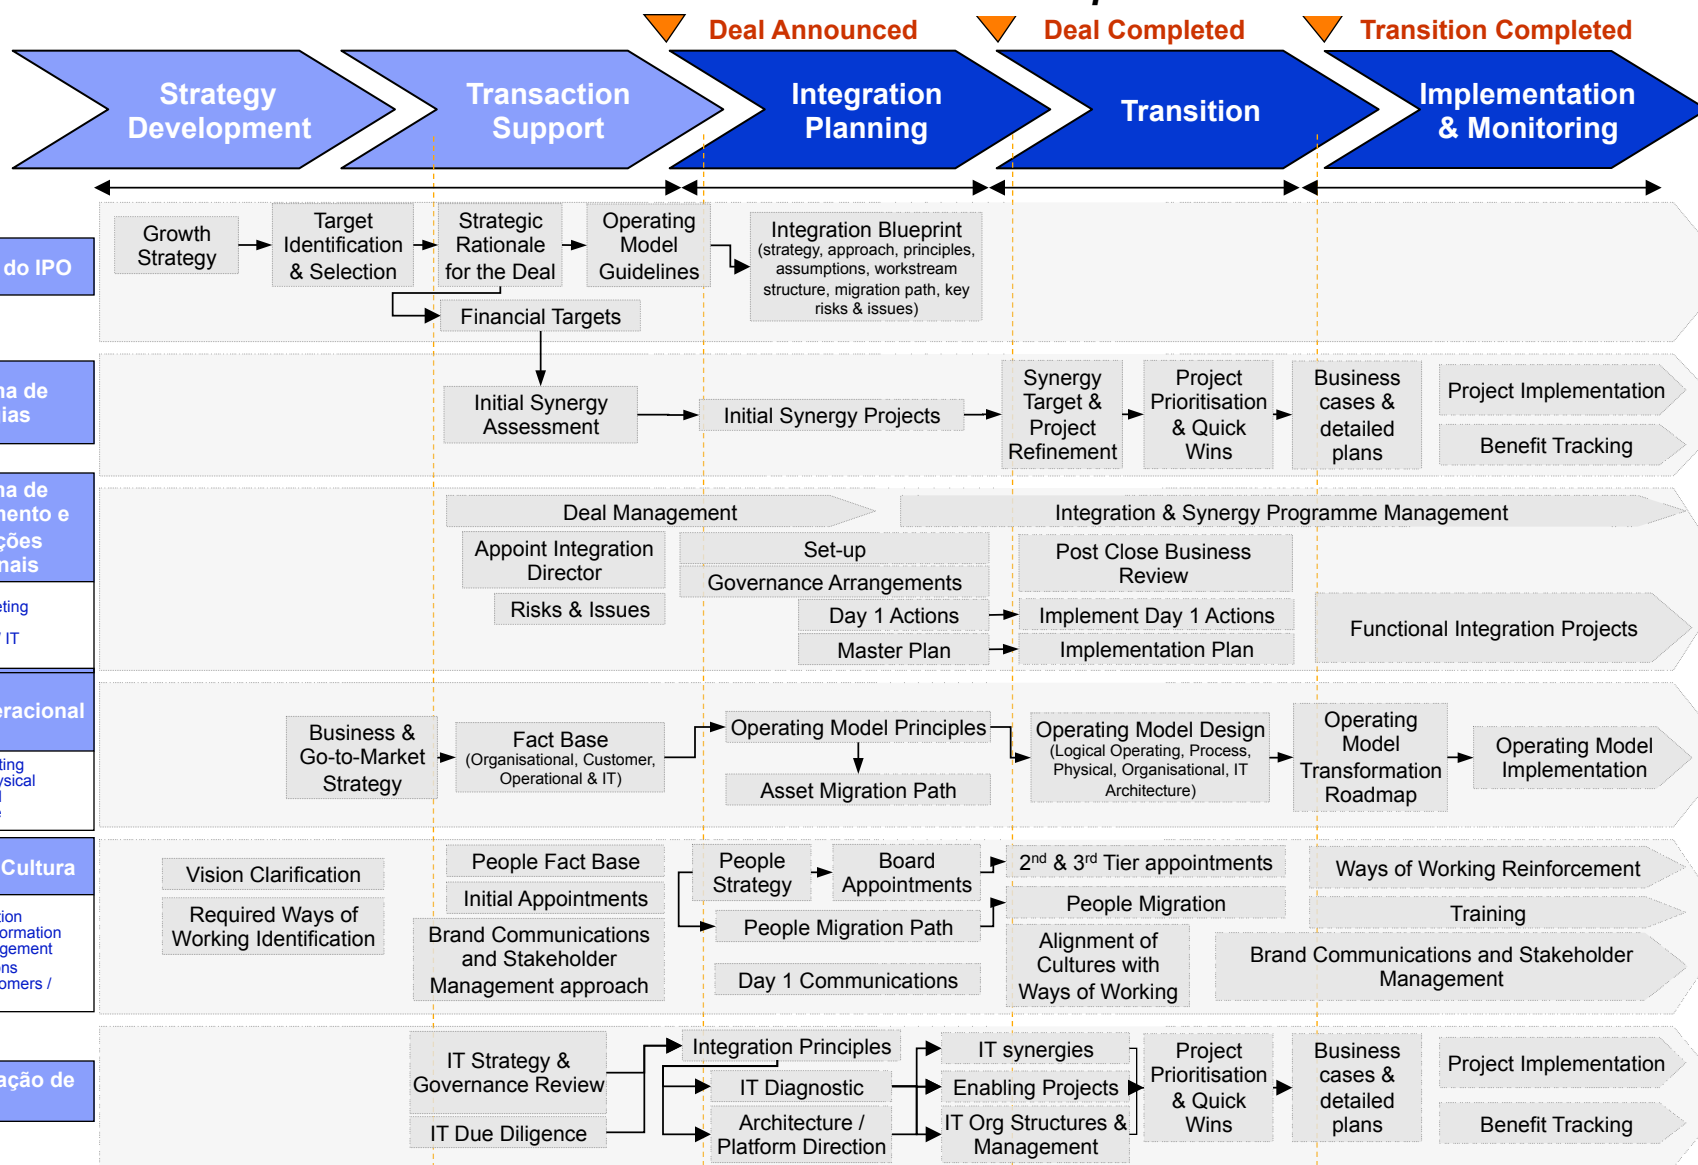 Deal Announced
Deal Completed
Transition Completed
Strategy
Development
Transaction
Support
Integration
Planning
Transition
Implementation
& Monitoring
do IPO
Growth
Strategy
Target
Identification
& Selection
Strategic
Rationale
for the Deal
Operating
Model
Guidelines
Integration Blueprint
(strategy, approach, principles,
assumptions, workstream
structure, migration path, key
risks & issues)
Financial Targets
Initial Synergy
Assessment
Initial Synergy Projects
Synergy
Target &
Project
Refinement
Project
Prioritisation
& Quick
Wins
Business
cases &
detailed
plans
Project Implementation
Benefit Tracking
de
mento e
Deal Management
Integration & Synergy Programme Management
Appoint Integration
Director
Risks & Issues
Set-up
Governance Arrangements
Day 1 Actions
Master Plan
Post Close Business
Review
Implement Day 1 Actions
Implementation Plan
Functional Integration Projects
IT
eracional
Business &
Go-to-Market
Strategy
Fact Base
(Organisational, Customer,
Operational & IT)
Operating Model Principles
Asset Migration Path
Operating Model Design
(Logical Operating, Process,
Physical, Organisational, IT
Architecture)
Operating
Model
Transformation
Roadmap
Operating Model
Implementation
Cultura
Vision Clarification
Required Ways of
Working Identification
People Fact Base
Initial Appointments
Brand Communications
and Stakeholder
Management approach
People
Strategy
Board
Appointments
People Migration Path
Day 1 Communications
2nd & 3rd Tier appointments
People Migration
Alignment of
Cultures with
Ways of Working
Ways of Working Reinforcement
Training
Brand Communications and Stakeholder
Management
ação de
IT Strategy &
Governance Review
IT Due Diligence
Integration Principles
IT Diagnostic
Architecture /
Platform Direction
IT synergies
Enabling Projects
IT Org Structures &
Management
Project
Prioritisation
& Quick
Wins
Business
cases &
detailed
plans
Project Implementation
Benefit Tracking